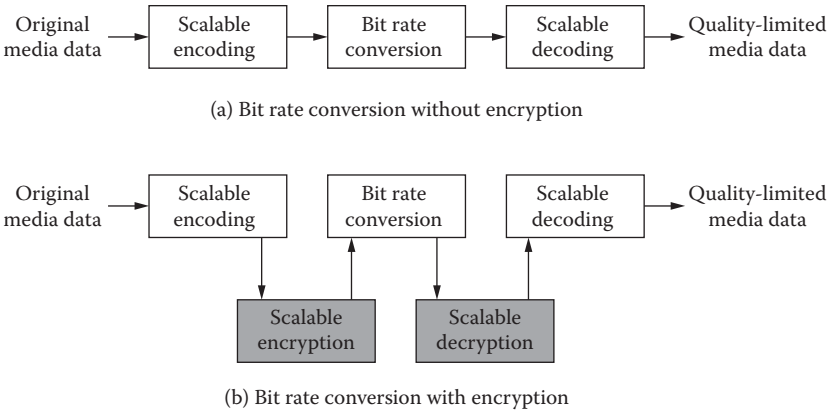 Original
media data
Scalable
encoding
Bit rate
conversion
Scalable
decoding
Quality-limited
media data
(a) Bit rate conversion without encryption
Original
media data
Scalable
encoding
Bit rate
conversion
Scalable
decoding
Quality-limited
media data
Scalable
encryption
Scalable
decryption
(b) Bit rate conversion with encryption